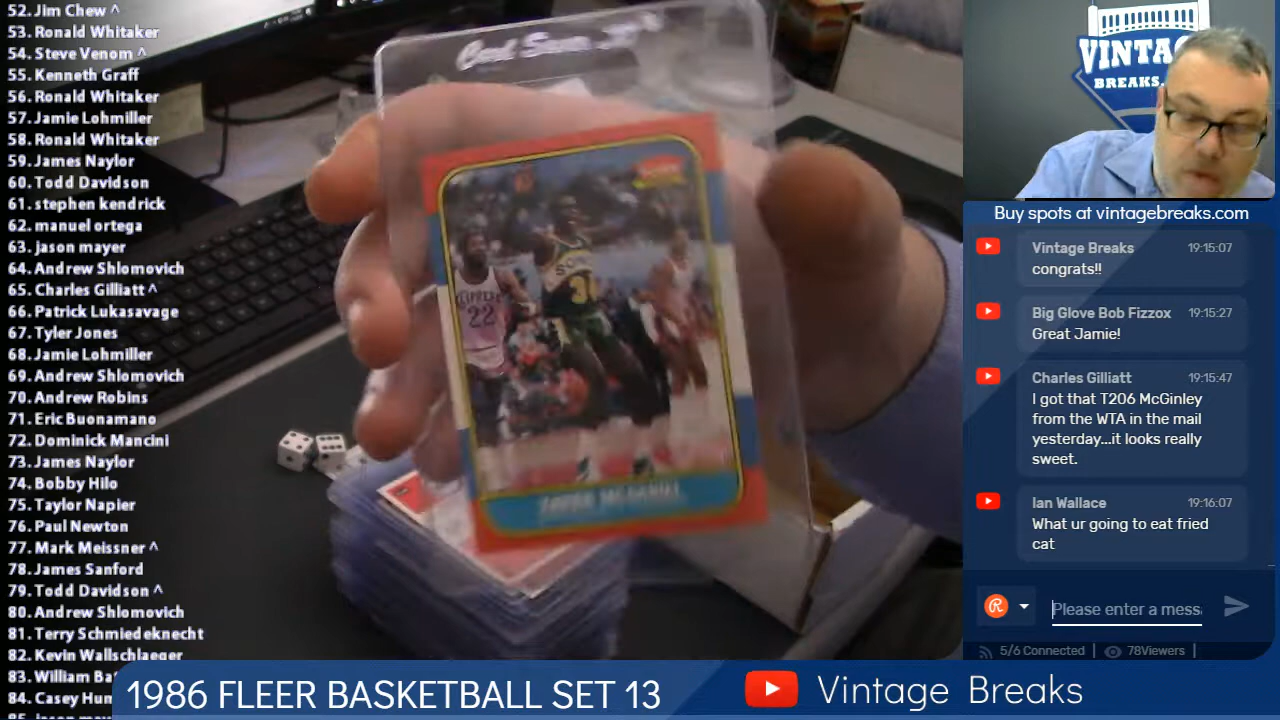 52. Jim Chew ^
53. Ronald Whitaker
54. Steve Venom ^
55. Kenneth Graff
56. Ronald Whitaker
57. Jamie Lohmiller
58. Ronald Whitaker
59. James Naylor
60. Todd Davidson
61. stephen kendrick
62. manuel ortega
63. jason mayer
64. Andrew Shlomovich
65. Charles Gilliatt ^
66. Patrick Lukasavage
67. Tyler Jones
68. Jamie Lohmiller
69. Andrew Shlomovich
70. Andrew Robins
71. Eric Buonamano
72. Dominick Mancini
73. James Naylor
74. Bobby Hilo
75. Taylor Napier
76. Paul Newton
77. Mark Meissner ^
78. James Sanford
79. Todd Davidson ^
80. Andrew Shlomovich
81. Terry Schmiedeknecht
82. Kevin Wallschlaeger
83. William
84. Casey
Card
CLIPPERS
22
VINTAGE
BREAKS.
Buy spots at vintagebreaks.com
Vintage Breaks 19:15:07
congrats!!
Big Glove Bob Fizzox 19:15:27
Great Jamie!
Charles Gilliatt 19:15:47
I got that T206 McGinley
from the WTA in the mail
yesterday...it looks really
sweet.
Ian Wallace 19:16:07
What ur going to eat fried
cat
Please enter a messa
5/6 Connected | 78Viewers |
1986 FLEER BASKETBALL SET 13
Vintage Breaks